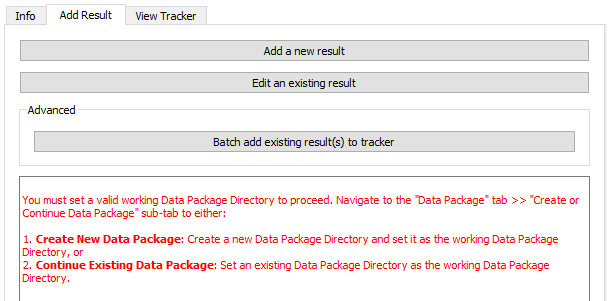 Info Add Result View Tracker
Add a new result
Edit an existing result
Advanced
Batch add existing result(s) to tracker
You must set a valid working Data Package Directory to proceed. Navigate to the "Data Package" tab >> "Create or
Continue Data Package" sub-tab to either:
1. Create New Data Package: Create a new Data Package Directory and set it as the working Data Package
Directory, or
2. Continue Existing Data Package: Set an existing Data Package Directory as the working Data Package
Directory.